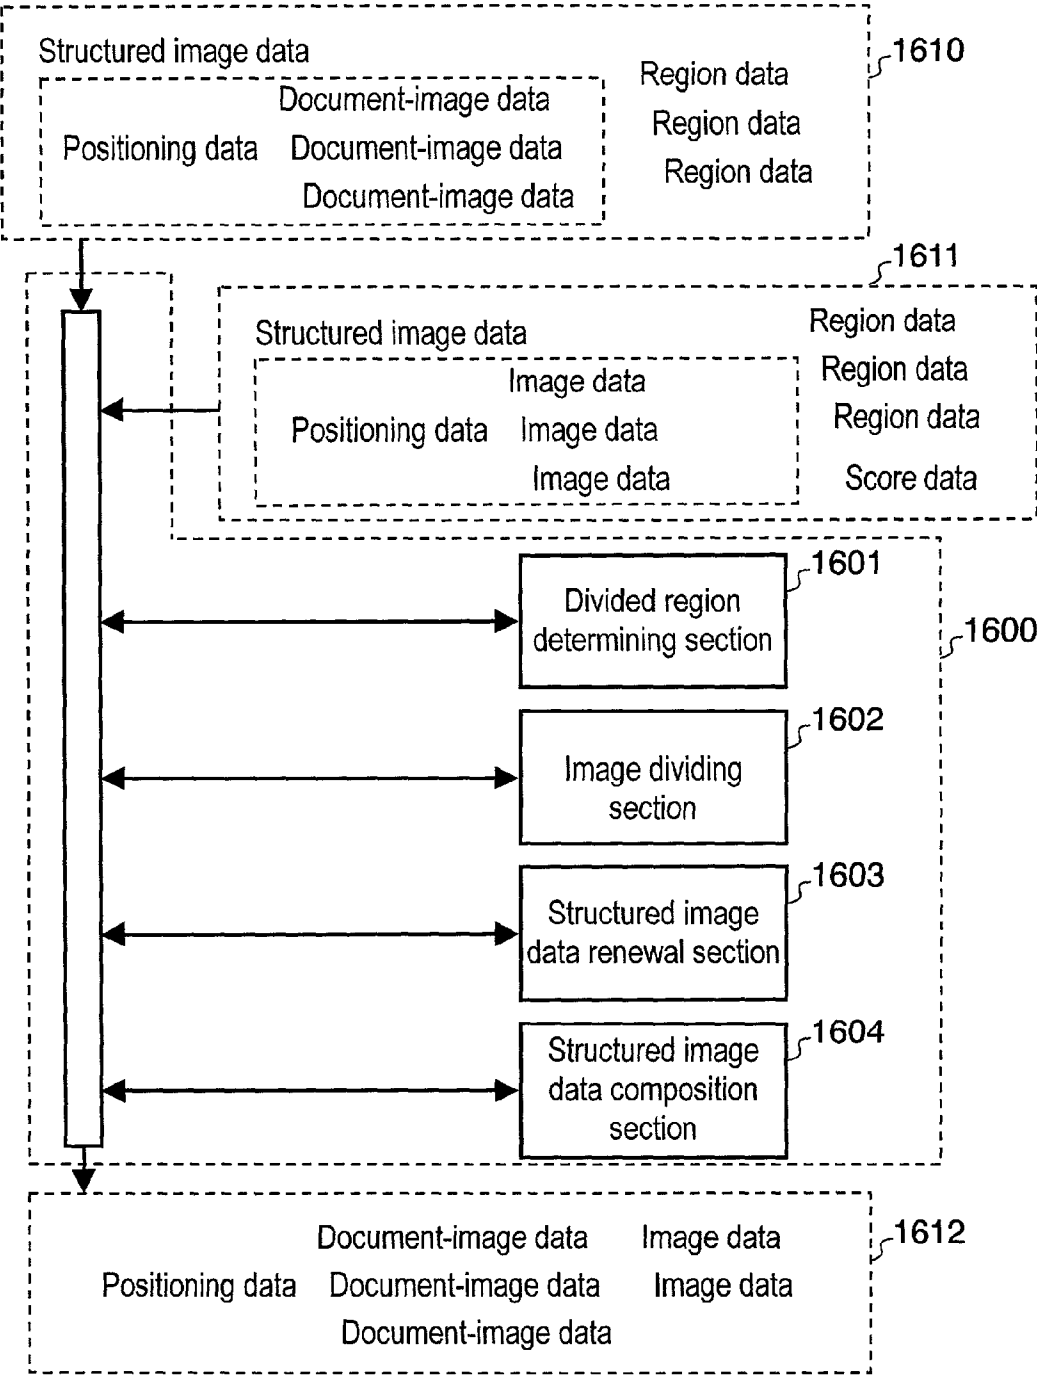 1610
Structured image data
Region data
Document-image data
Region data
Positioning data
Document-image data
Region data
Document-image data
1611
Structured image data
Region data
Image data
Region data
Positioning data
Image data
Region data
Image data
Score data
1601
Divided region
determining section
1600
1602
Image dividing
section
1603
Structured image
data renewal section
1604
Structured image
data composition
section
1612
Document-image data
Image data
Positioning data
Document-image data
Image data
Document-image data